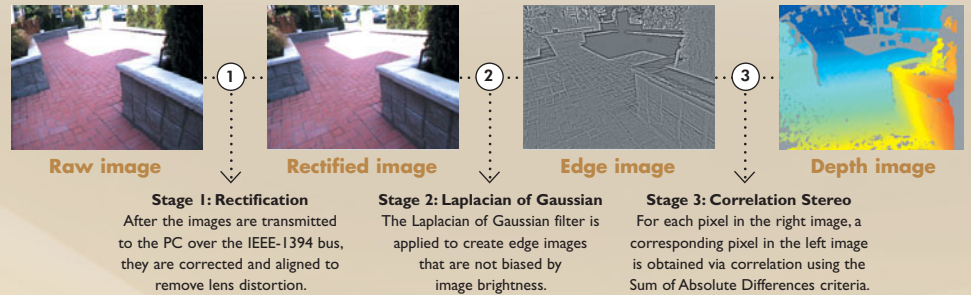 1
2
3
Raw image
Rectified image
Edge image
Depth image
Stage 1: Rectification
After the images are transmitted
to the PC over the IEEE-1394 bus,
they are corrected and aligned to
remove lens distortion.
Stage 2: Laplacian of Gaussian
The Laplacian of Gaussian filter is
applied to create edge images
that are not biased by
image brightness.
Stage 3: Correlation Stereo
For each pixel in the right image, a
corresponding pixel in the left image
is obtained via correlation using the
Sum of Absolute Differences criteria.